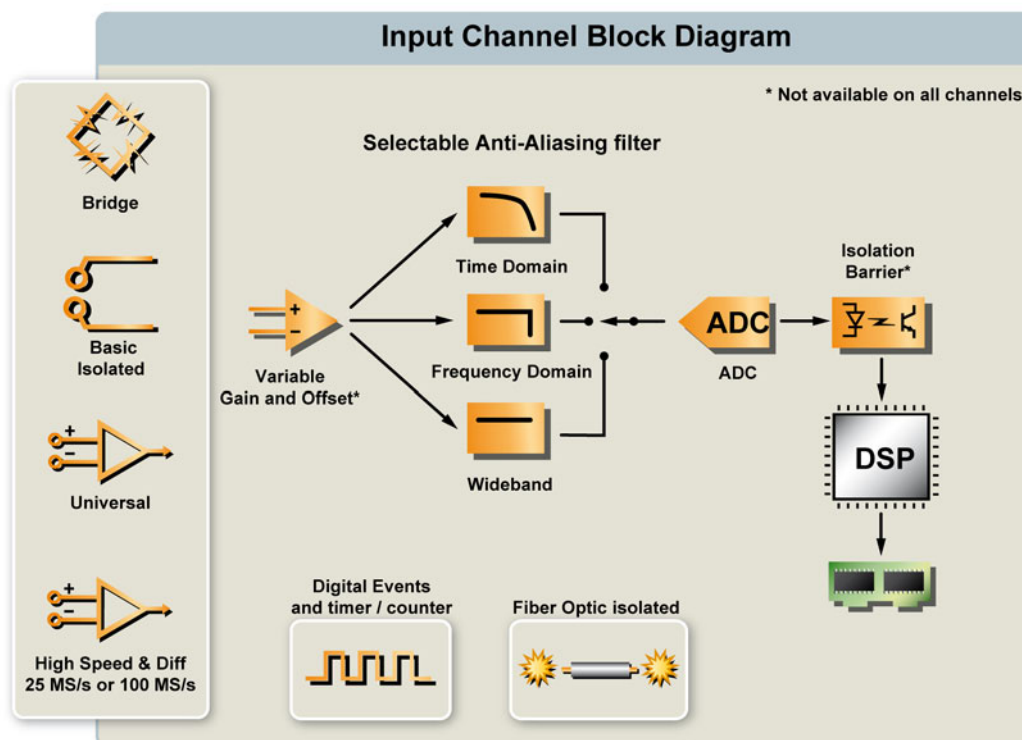 Input Channel Block Diagram
* Not available on all channels
Bridge
Basic
Isolated
+
−
Universal
+
−
High Speed & Diff
25 MS/s or 100 MS/s
Selectable Anti-Aliasing filter
+
−
Variable
Gain and Offset*
Time Domain
Frequency Domain
Wideband
ADC
ADC
Isolation
Barrier*
DSP
Digital Events
and timer / counter
Fiber Optic isolated